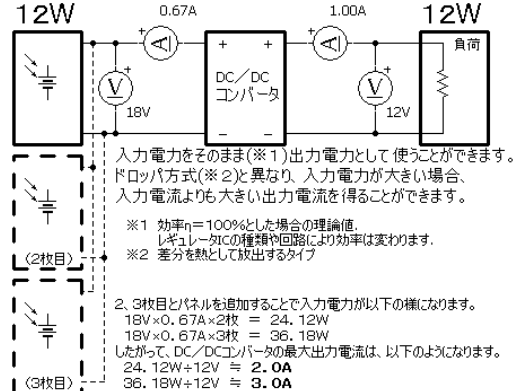 12W
0.67A
1.00A
12W
A
A
+
+
+
+
負荷
DC/DC
コンバータ
V
+
18V
V
+
12V
−
−
入力電力をそのまま(※1)出力電力として使うことができます。
ドロッパ方式(※2)と異なり、入力電力が大きい場合、
入力電流よりも大きい出力電流を得ることができます。
※1 効率η=100%とした場合の理論値.
レギュレータICの種類や回路により効率は変わります.
※2 差分を熱として放出するタイプ
(2枚目)
2、3枚目とパネルを追加することで入力電力が以下の様になります。
18V×0.67A×2枚 = 24.12W
18V×0.67A×3枚 = 36.18W
したがって、DC/DCコンバータの最大出力電流は、以下のようになります。
24.12W÷12V ≒ 2.0A
36.18W÷12V ≒ 3.0A
(3枚目)